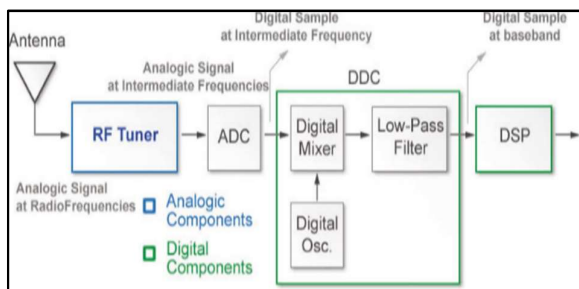 Digital Sample
at Intermediate Frequency
Digital Sample
at baseband
Antenna
Analogic Signal
at Intermediate Frequencies
DDC
RF Tuner
ADC
Digital
Mixer
Low-Pass
Filter
DSP
Analogic Signal
at RadioFrequencies
Analogic
Components
Digital
Osc.
Digital
Components